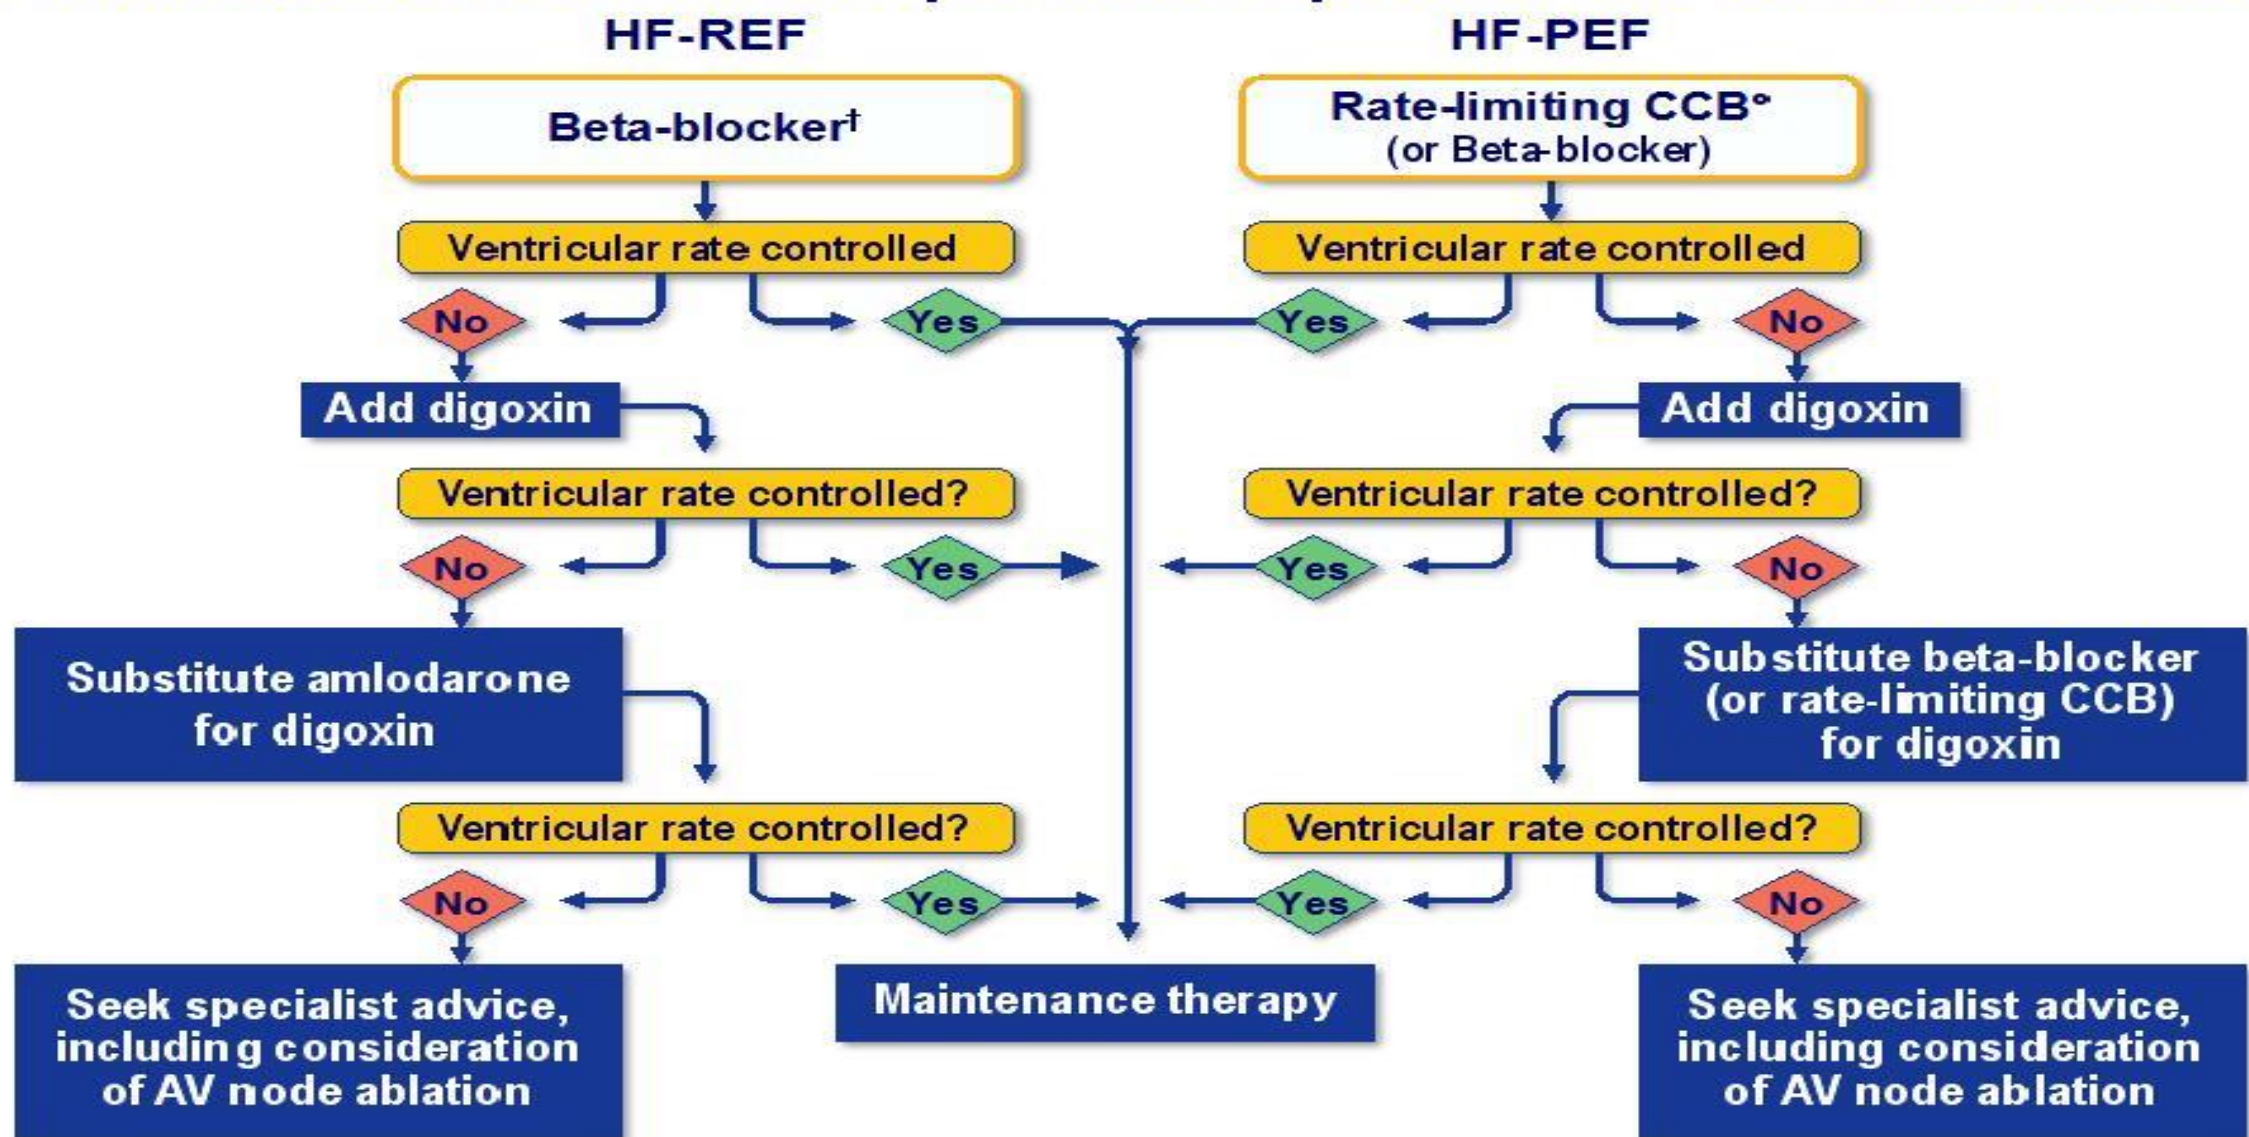 HF-REF
HF-PEF
Beta-blocker†
Rate-limiting CCB°
(or Beta-blocker)
Ventricular rate controlled
Ventricular rate controlled
No
Yes
Yes
No
Add digoxin
Add digoxin
Ventricular rate controlled?
Ventricular rate controlled?
No
Yes
Yes
No
Substitute amlodarone
for digoxin
Substitute beta-blocker
(or rate-limiting CCB)
for digoxin
Ventricular rate controlled?
Ventricular rate controlled?
No
Yes
Yes
No
Seek specialist advice,
including consideration
of AV node ablation
Maintenance therapy
Seek specialist advice,
including consideration
of AV node ablation